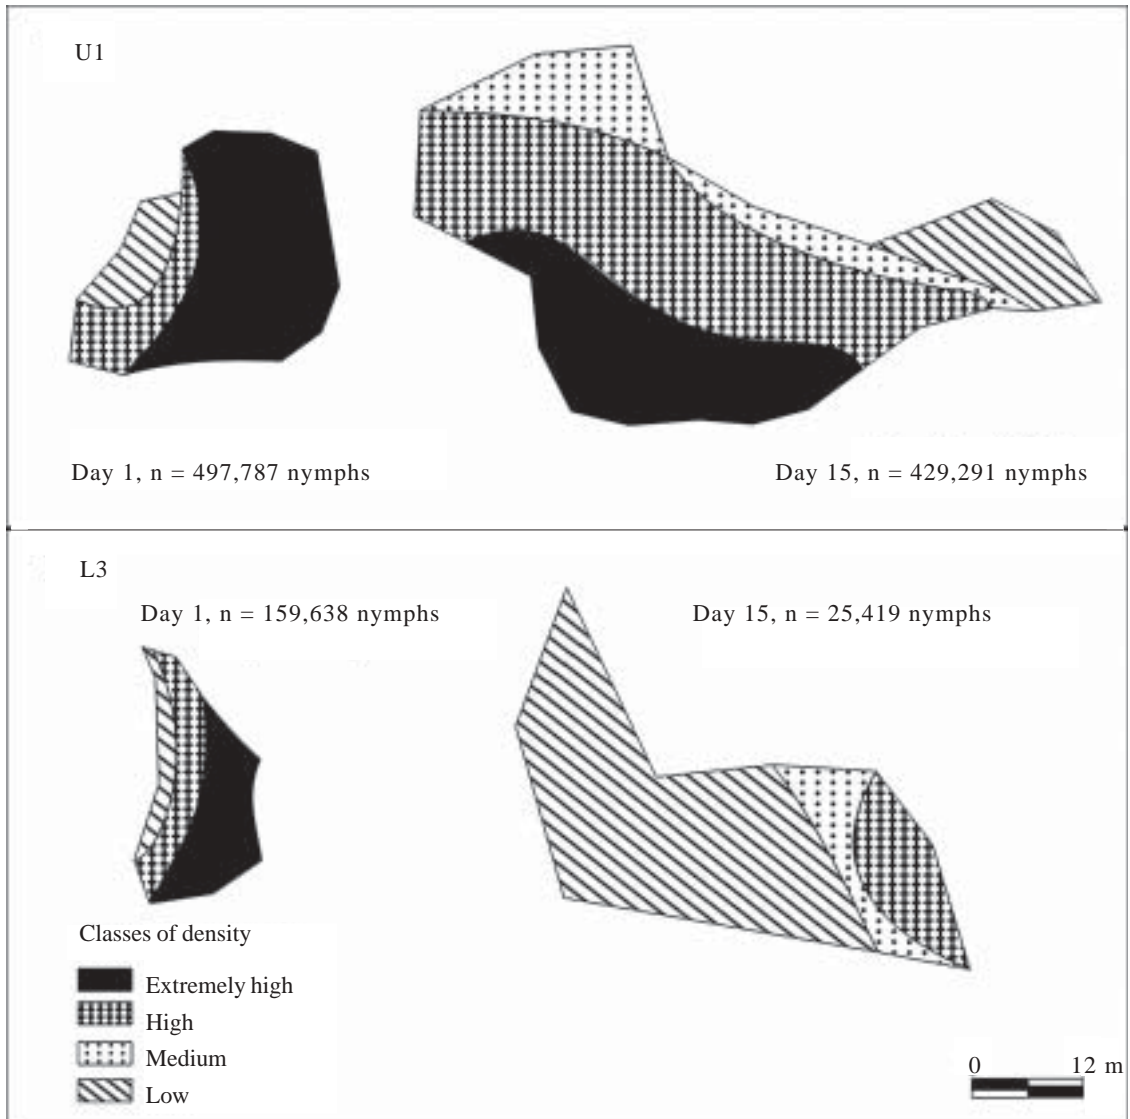 U1
Day 1, n = 497,787 nymphs
Day 15, n = 429,291 nymphs
L3
Day 1, n = 159,638 nymphs
Day 15, n = 25,419 nymphs
Classes of density
Extremely high
High
Medium
Low
0 12 m